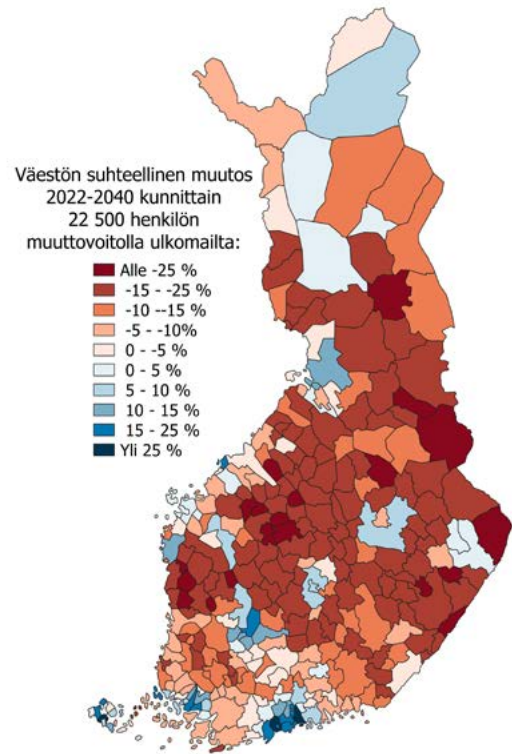 Väestön suhteellinen muutos
2022-2040 kunnittain
22 500 henkilön
muuttovoitolla ulkomailta:
Alle -25 %
-15 - -25 %
-10 --15 %
-5 - -10%
0 - -5 %
0 - 5 %
5 - 10 %
10 - 15 %
15 - 25 %
Yli 25 %